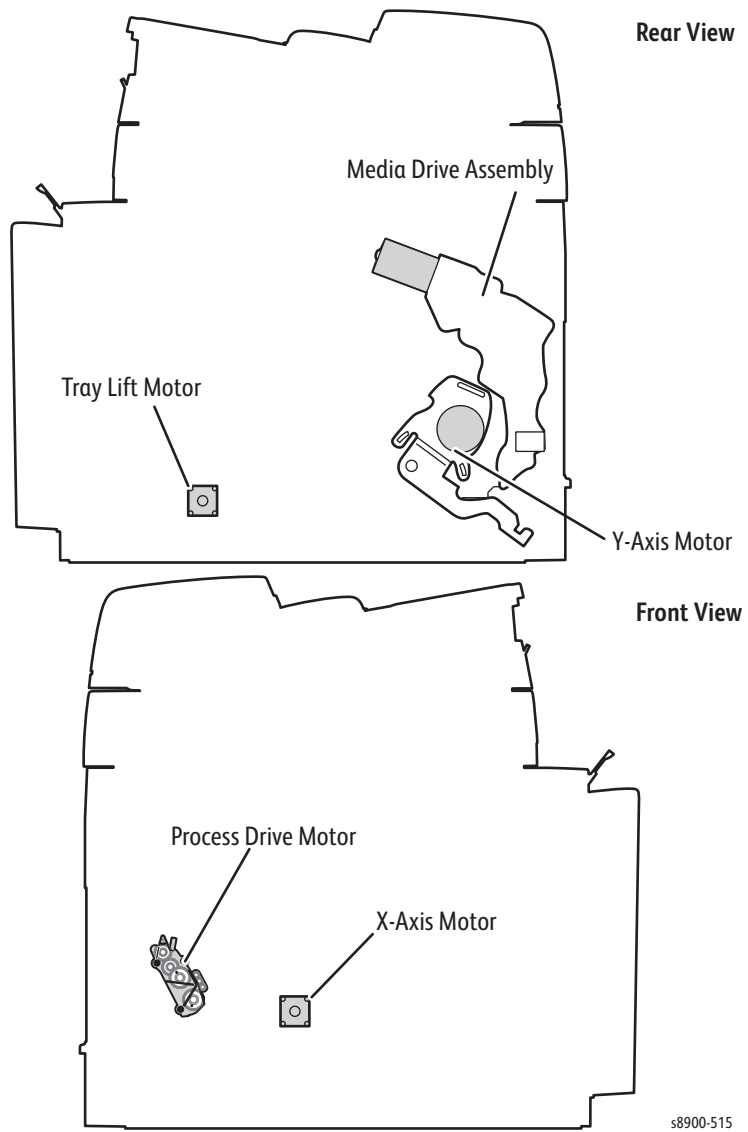 Rear View
Media Drive Assembly
Tray Lift Motor
Y-Axis Motor
Front View
Process Drive Motor
X-Axis Motor
s8900-515